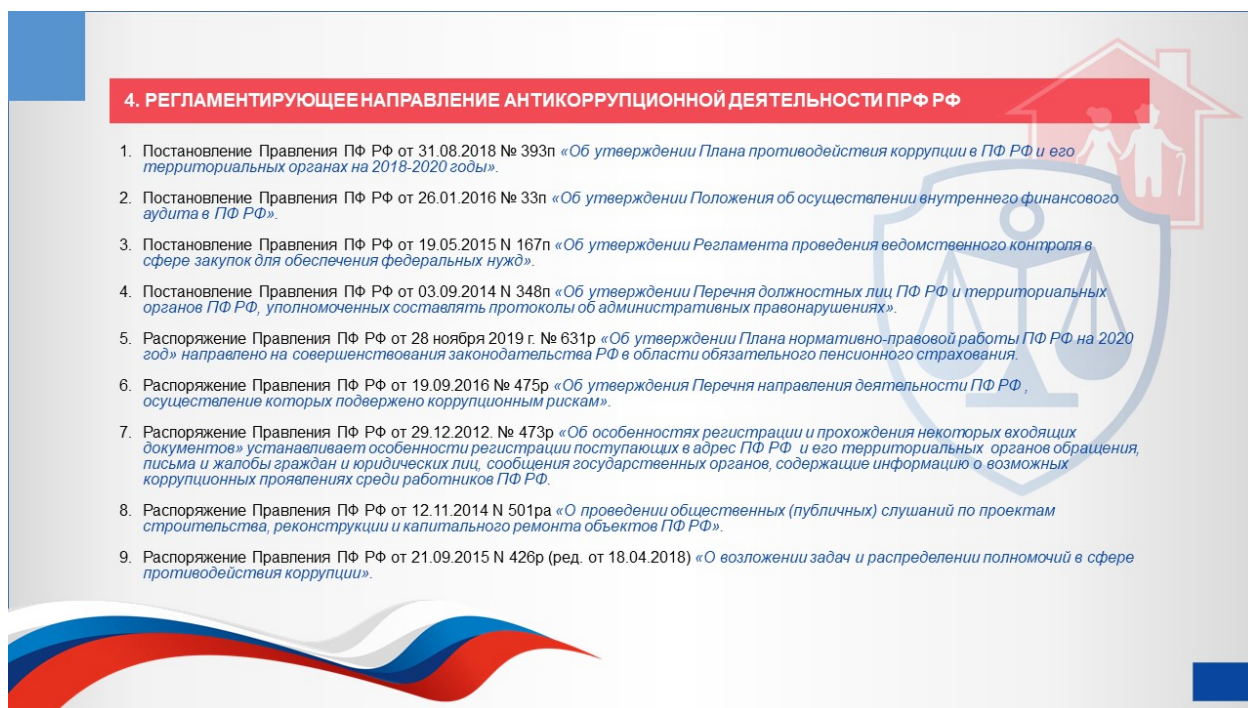 4. РЕГЛАМЕНТИРУЮЩЕЕ НАПРАВЛЕНИЕ АНТИКОРРУПЦИОННОЙ ДЕЯТЕЛЬНОСТИ ПРФ РФ
1. Постановление Правления ПФ РФ от 31.08.2018 № 393п «Об утверждении Плана противодействия коррупции в ПФ РФ и его
территориальных органах на 2018-2020 годы».
2. Постановление Правления ПФ РФ от 26.01.2016 № 33п «Об утверждении Положения об осуществлении внутреннего финансового
аудита в ПФ РФ».
3. Постановление Правления ПФ РФ от 19.05.2015 N 167п «Об утверждении Регламента проведения ведомственного контроля в
сфере закупок для обеспечения федеральных нужд».
4. Постановление Правления ПФ РФ от 03.09.2014 N 348п «Об утверждении Перечня должностных лиц ПФ РФ и территориальных
органов ПФ РФ, уполномоченных составлять протоколы об административных правонарушениях».
5. Распоряжение Правления ПФ РФ от 28 ноября 2019 г. № 631р «Об утверждении Плана нормативно-правовой работы ПФ РФ на 2020
год» направлено на совершенствования законодательства РФ в области обязательного пенсионного страхования.
6. Распоряжение Правления ПФ РФ от 19.09.2016 № 475р «Об утверждения Перечня направления деятельности ПФ РФ ,
осуществление которых подвержено коррупционным рискам».
7. Распоряжение Правления ПФ РФ от 29.12.2012. № 473р «Об особенностях регистрации и прохождения некоторых входящих
документов» устанавливает особенности регистрации поступающих в адрес ПФ РФ и его территориальных органов обращения,
письма и жалобы граждан и юридических лиц, сообщения государственных органов, содержащие информацию о возможных
коррупционных проявлениях среди работников ПФ РФ.
8. Распоряжение Правления ПФ РФ от 12.11.2014 N 501ра «О проведении общественных (публичных) слушаний по проектам
строительства, реконструкции и капитального ремонта объектов ПФ РФ».
9. Распоряжение Правления ПФ РФ от 21.09.2015 N 426р (ред. от 18.04.2018) «О возложении задач и распределении полномочий в сфере
противодействия коррупции».